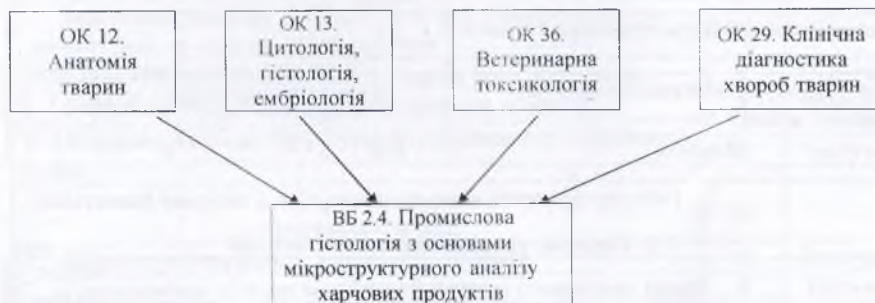 ОК 12.
Анатомія
тварин
ОК 13.
Цитологія,
гістологія,
ембріологія
ОК 36.
Ветеринарна
токсикологія
ОК 29. Клінічна
діагностика
хвороб тварин
ВБ 2.4. Промислова
гістологія з основами
мікроструктурного аналізу
харчових продуктів